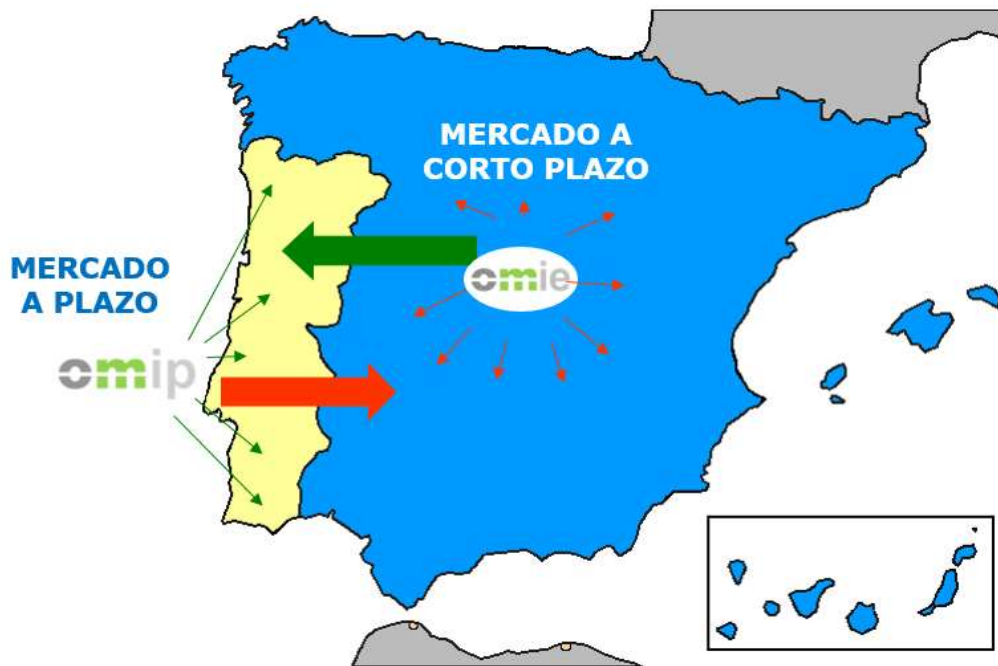 MERCADO A
CORTO PLAZO
omie
MERCADO
A PLAZO
omip